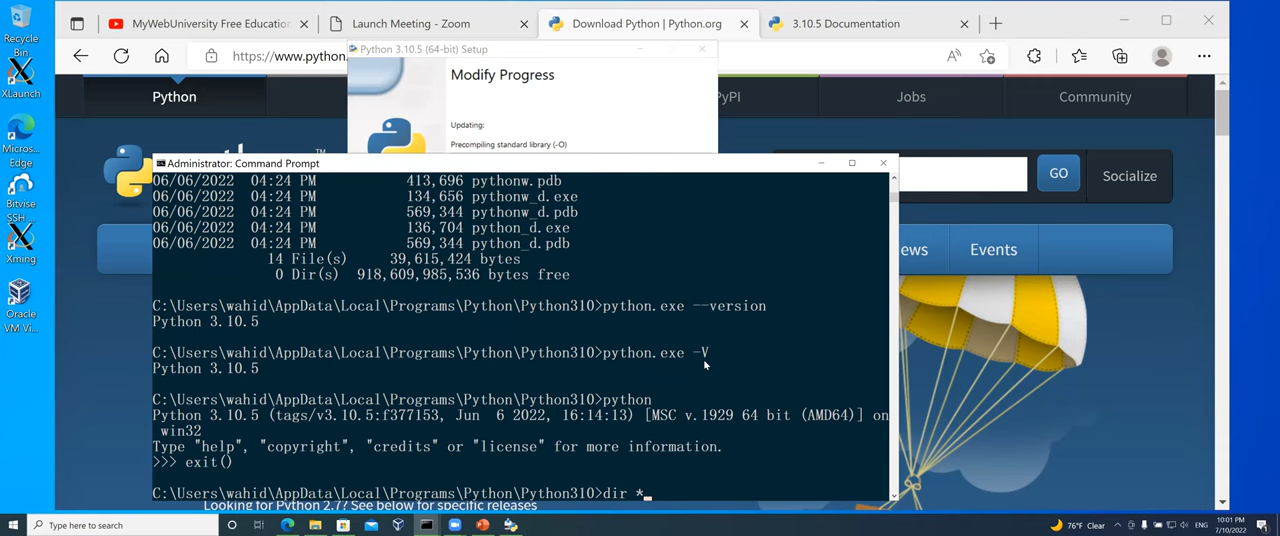 Recycle
Bin
XLaunch
Micros...
Edge
Bitvise
SSH ...
Xming
Oracle
VM Vi...
MyWebUniversity Free Education
Launch Meeting - Zoom
Download Python | Python.org
3.10.5 Documentation
https://www.python.
Python 3.10.5 (64-bit) Setup
Modify Progress
Updating:
Precompiling standard library (-O)
Python
PyPI
Jobs
Community
GO
Socialize
ews
Events
Administrator: Command Prompt
06/06/2022 04:24 PM 413,696 pythonw.pdb
06/06/2022 04:24 PM 134,656 pythonw_d.exe
06/06/2022 04:24 PM 569,344 pythonw_d.pdb
06/06/2022 04:24 PM 136,704 python_d.exe
06/06/2022 04:24 PM 569,344 python_d.pdb
14 File(s) 39,615,424 bytes
0 Dir(s) 918,609,985,536 bytes free
C:\Users\wahid\AppData\Local\Programs\Python\Python310>python.exe --version
Python 3.10.5
C:\Users\wahid\AppData\Local\Programs\Python\Python310>python.exe -V
Python 3.10.5
C:\Users\wahid\AppData\Local\Programs\Python\Python310>python
Python 3.10.5 (tags/v3.10.5:f377153, Jun 6 2022, 16:14:13) [MSC v.1929 64 bit (AMD64)] on
win32
Type "help", "copyright", "credits" or "license" for more information.
>>> exit()
C:\Users\wahid\AppData\Local\Programs\Python\Python310>dir *
Looking for Python 2.7? See below for specific releases
Type here to search
76°F Clear
ENG
10:01 PM
7/10/2022